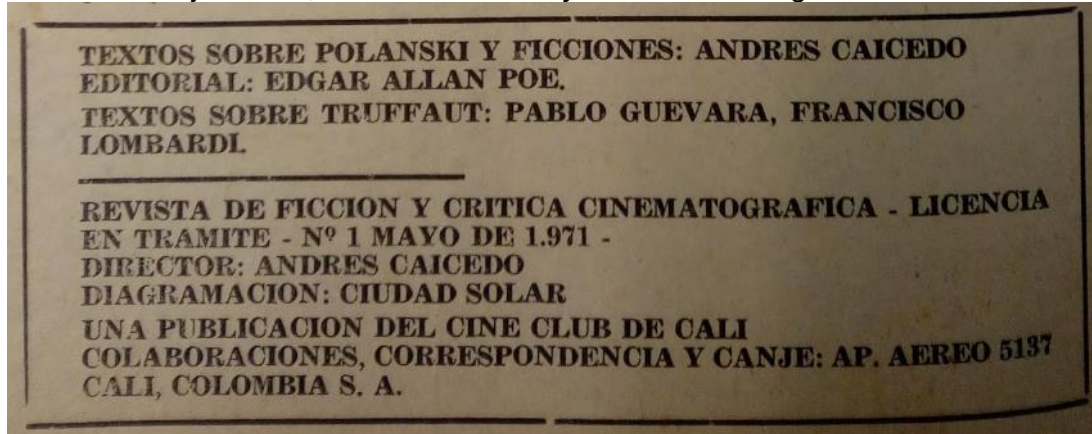 TEXTOS SOBRE POLANSKI Y FICCIONES: ANDRES CAICEDO
EDITORIAL: EDGAR ALLAN POE.
TEXTOS SOBRE TRUFFAUT: PABLO GUEVARA, FRANCISCO
LOMBARDI.
REVISTA DE FICCION Y CRITICA CINEMATOGRAFICA - LICENCIA
EN TRAMITE - Nº 1 MAYO DE 1.971 -
DIRECTOR: ANDRES CAICEDO
DIAGRAMACION: CIUDAD SOLAR
UNA PUBLICACION DEL CINE CLUB DE CALI
COLABORACIONES, CORRESPONDENCIA Y CANJE: AP. AEREO 5137
CALI, COLOMBIA S. A.